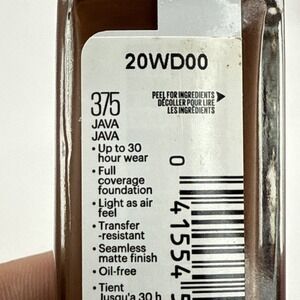 20WD00
375
JAVA
JAVA
PEEL FOR INGREDIENTS
DÉCOLLER POUR LIRE
LES INGRÉDIENTS
• Up to 30
hour wear
• Full
coverage
foundation
• Light as air
feel
• Transfer
-resistant
• Seamless
matte finish
• Oil-free
• Tient
Jusqu'à 30 h
0 41554